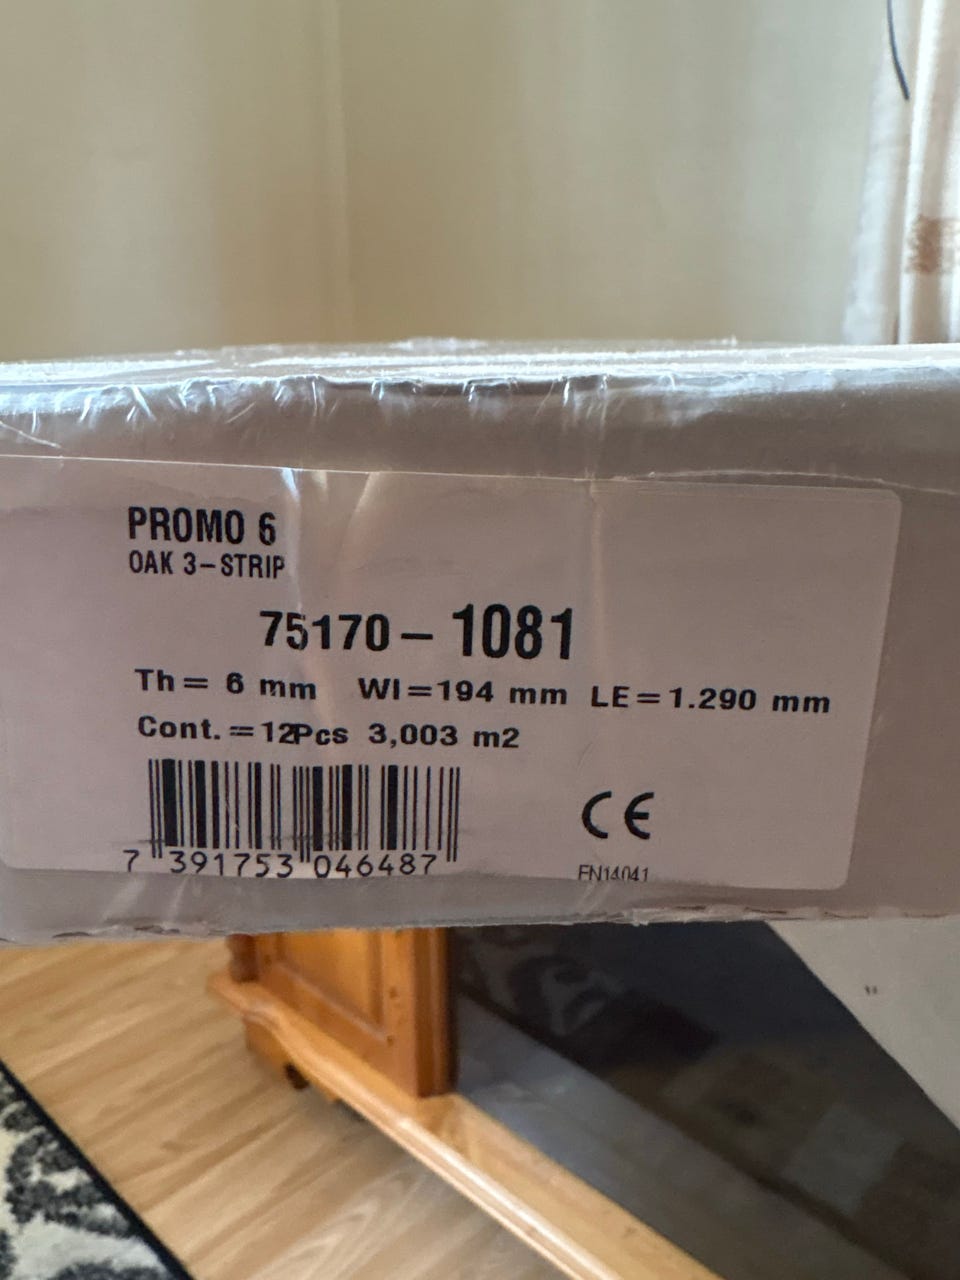 PROMO 6
OAK 3-STRIP
75170 - 1081
Th= 6 mm WI=194 mm LE=1.290 mm
Cont.=12Pcs 3,003 m2
CE
7 391753 046487
EN14041